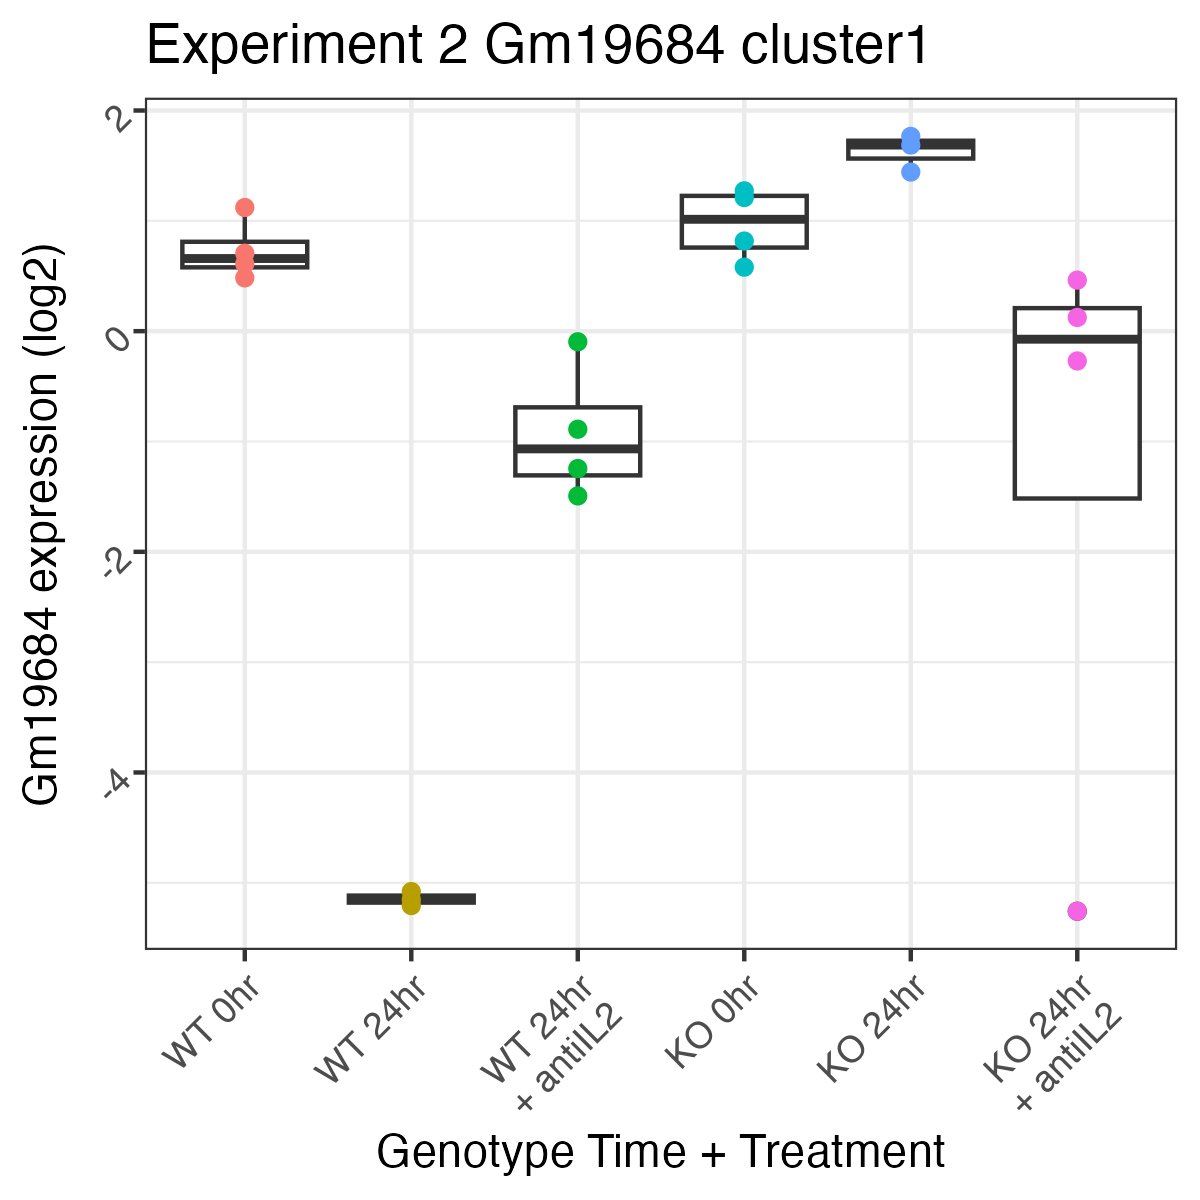 Experiment 2 Gm19684 cluster1
Gm19684 expression (log2)
2
0
-2
-4
WT 0hr
WT 24hr
WT 24hr
+ antiIL2
KO 0hr
KO 24hr
KO 24hr
+ antiIL2
Genotype Time + Treatment